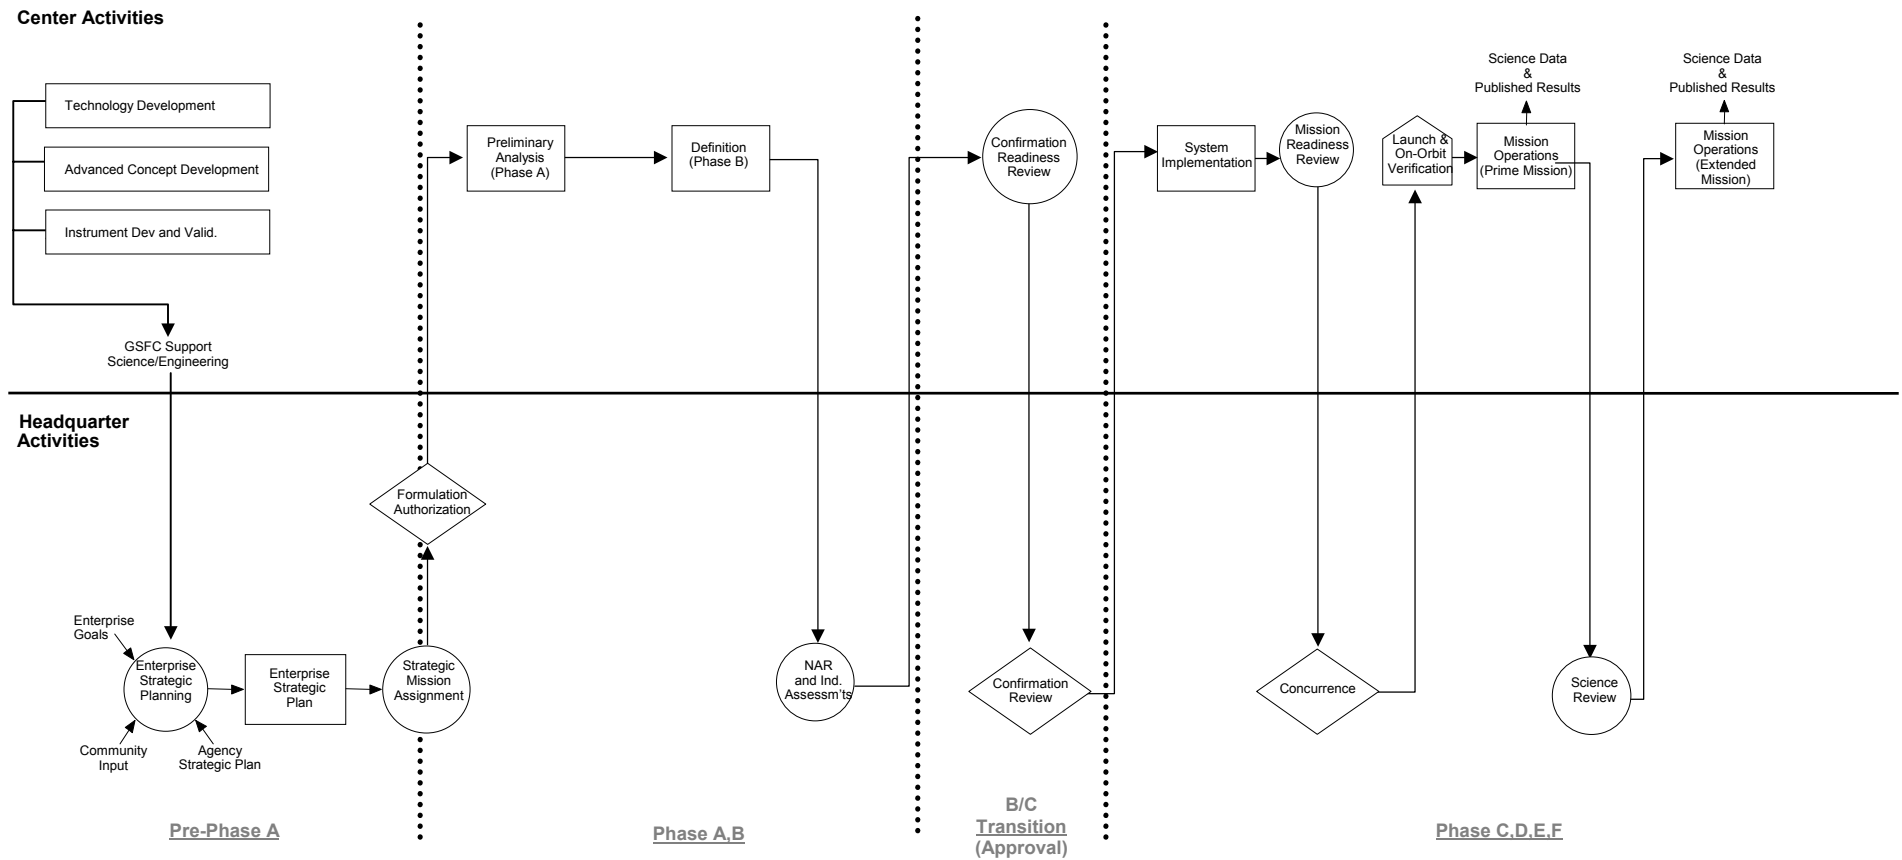 Center Activities
Technology Development
Advanced Concept Development
Instrument Dev and Valid.
GSFC Support
Science/Engineering
Preliminary
Analysis
(Phase A)
Definition
(Phase B)
Confirmation
Readiness
Review
System
Implementation
Mission
Readiness
Review
Launch &
On-Orbit
Verification
Science Data
&
Published Results
Mission
Operations
(Prime Mission)
Science Data
&
Published Results
Mission
Operations
(Extended
Mission)
Headquarter
Activities
Formulation
Authorization
Enterprise
Goals
Enterprise
Strategic
Planning
Community
Input
Agency
Strategic Plan
Enterprise
Strategic
Plan
Strategic
Mission
Assignment
NAR
and Ind.
Assessm'ts
Confirmation
Review
Concurrence
Science
Review
Pre-Phase A
Phase A,B
B/C
Transition
(Approval)
Phase C,D,E,F